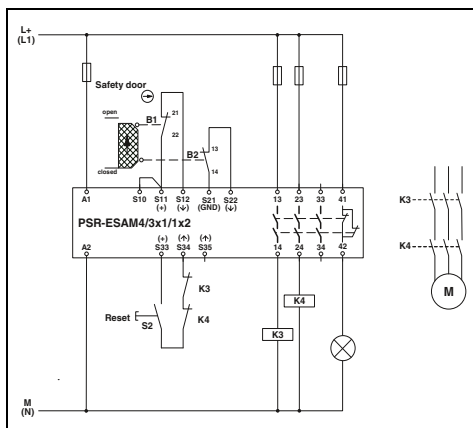 L+
(L1)
Safety door
open
B1
21
22
B2
13
14
closed
S10 S11 S12 S21 S22
(+) (↓) (GND) (↓)
A1 13 23 33 41
PSR-ESAM4/3x1/1x2
A2 (+) (↑) (↑)
S33 S34 S35 14 24 34 42
K3
K4
Reset
S2
K3
K4
K3
K4
M
M
(N)